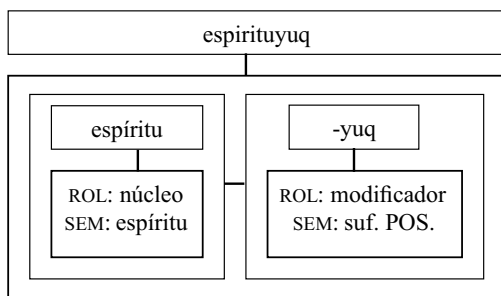 espirituyuq
espíritu
-yuq
ROL: núcleo
SEM: espíritu
ROL: modificador
SEM: suf. POS.